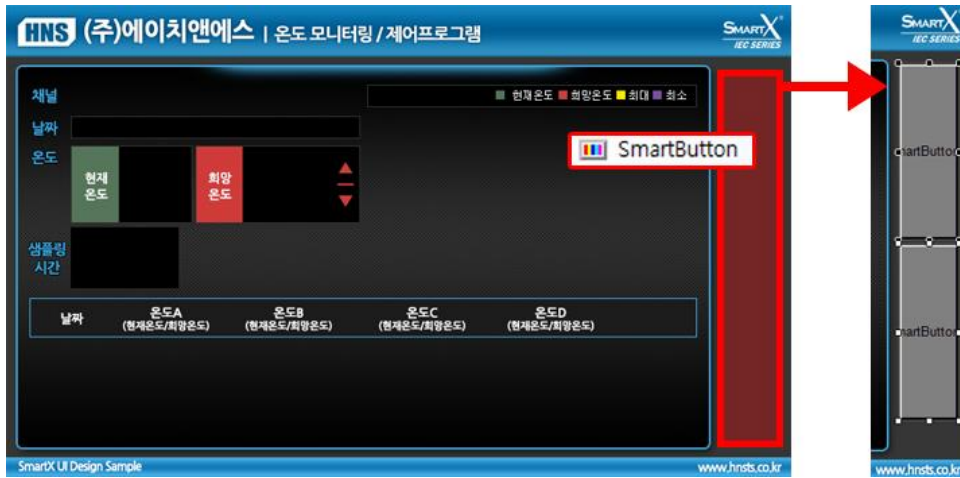 HNS (주)에이치앤에스 | 온도 모니터링 / 제어프로그램
SMARTX
IEC SERIES
채널
현재온도 희망온도 최대 최소
날짜
온도
현재
온도
희망
온도
SmartButton
샘플링
시간
날짜 온도A 온도B 온도C 온도D
(현재온도/희망온도) (현재온도/희망온도) (현재온도/희망온도) (현재온도/희망온도)
SmartX UI Design Sample
www.hnsts.co.kr
SMARTX
IEC SERIES
martButto
martButto
www.hnsts.co.kr